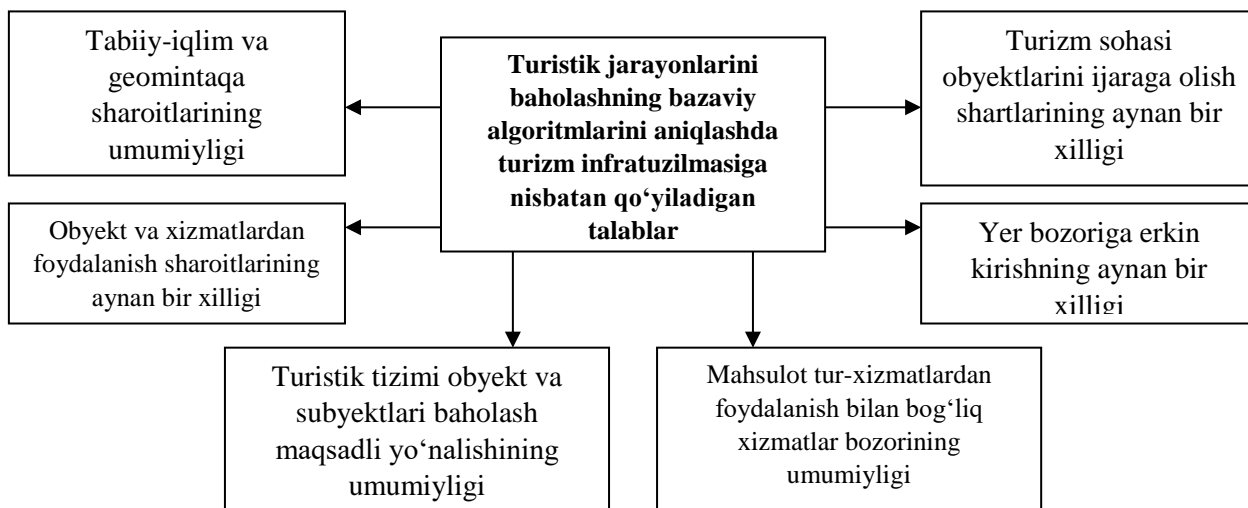 Tabiiy-iqlim va
geomintaqa
sharoitlarining
umumiyligi
Turistik jarayonlarini
baholashning bazaviy
algoritmlarini aniqlashda
turizm infratuzilmasiga
nisbatan qo‘yiladigan
talablar
Turizm sohasi
obyektlarini ijaraga olish
shartlarining aynan bir
xilligi
Obyekt va xizmatlardan
foydalanish sharoitlarining
aynan bir xilligi
Yer bozoriga erkin
kirishning aynan bir
xilligi
Turistik tizimi obyekt va
subyektlari baholash
maqsadli yo‘nalishining
umumiyligi
Mahsulot tur-xizmatlardan
foydalanish bilan bog‘liq
xizmatlar bozorining
umumiyligi